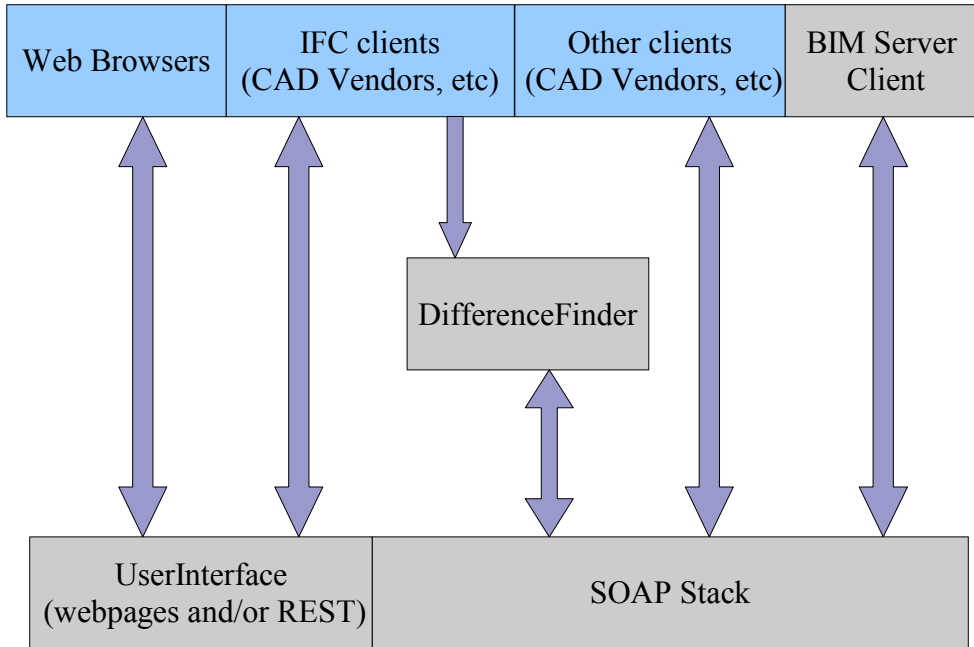 Web Browsers
IFC clients
(CAD Vendors, etc)
Other clients
(CAD Vendors, etc)
BIM Server
Client
DifferenceFinder
UserInterface
(webpages and/or REST)
SOAP Stack